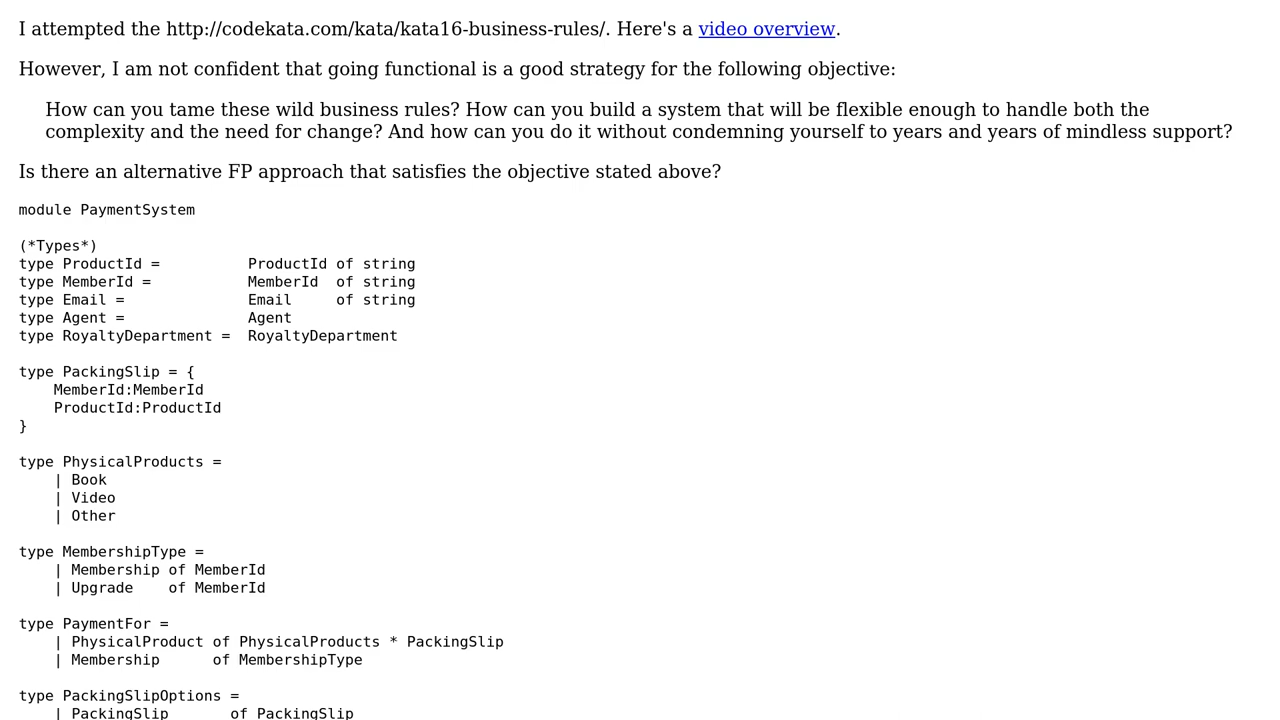 I attempted the http://codekata.com/kata/kata16-business-rules/. Here's a video overview.
However, I am not confident that going functional is a good strategy for the following objective:
How can you tame these wild business rules? How can you build a system that will be flexible enough to handle both the
complexity and the need for change? And how can you do it without condemning yourself to years and years of mindless support?
Is there an alternative FP approach that satisfies the objective stated above?
module PaymentSystem
(*Types*)
type ProductId =          ProductId of string
type MemberId =           MemberId  of string
type Email =              Email     of string
type Agent =              Agent
type RoyaltyDepartment =  RoyaltyDepartment
type PackingSlip = {
    MemberId:MemberId
    ProductId:ProductId
}
type PhysicalProducts =
    | Book
    | Video
    | Other
type MembershipType =
    | Membership of MemberId
    | Upgrade    of MemberId
type PaymentFor =
    | PhysicalProduct of PhysicalProducts * PackingSlip
    | Membership      of MembershipType
type PackingSlipOptions =
    | PackingSlip       of PackingSlip